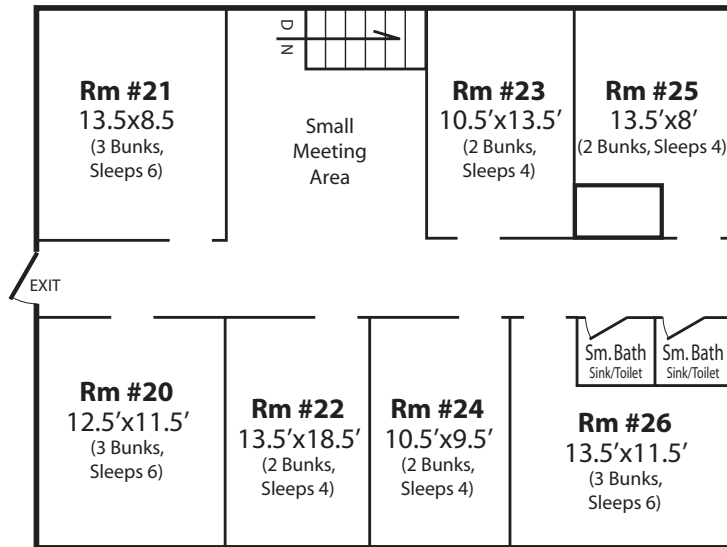 D
N
Rm #21
13.5x8.5
(3 Bunks,
Sleeps 6)
Small
Meeting
Area
Rm #23
10.5’x13.5’
(2 Bunks,
Sleeps 4)
Rm #25
13.5’x8’
(2 Bunks, Sleeps 4)
EXIT
Sm. Bath
Sink/Toilet
Sm. Bath
Sink/Toilet
Rm #20
12.5’x11.5’
(3 Bunks,
Sleeps 6)
Rm #22
13.5’x18.5’
(2 Bunks,
Sleeps 4)
Rm #24
10.5’x9.5’
(2 Bunks,
Sleeps 4)
Rm #26
13.5’x11.5’
(3 Bunks,
Sleeps 6)